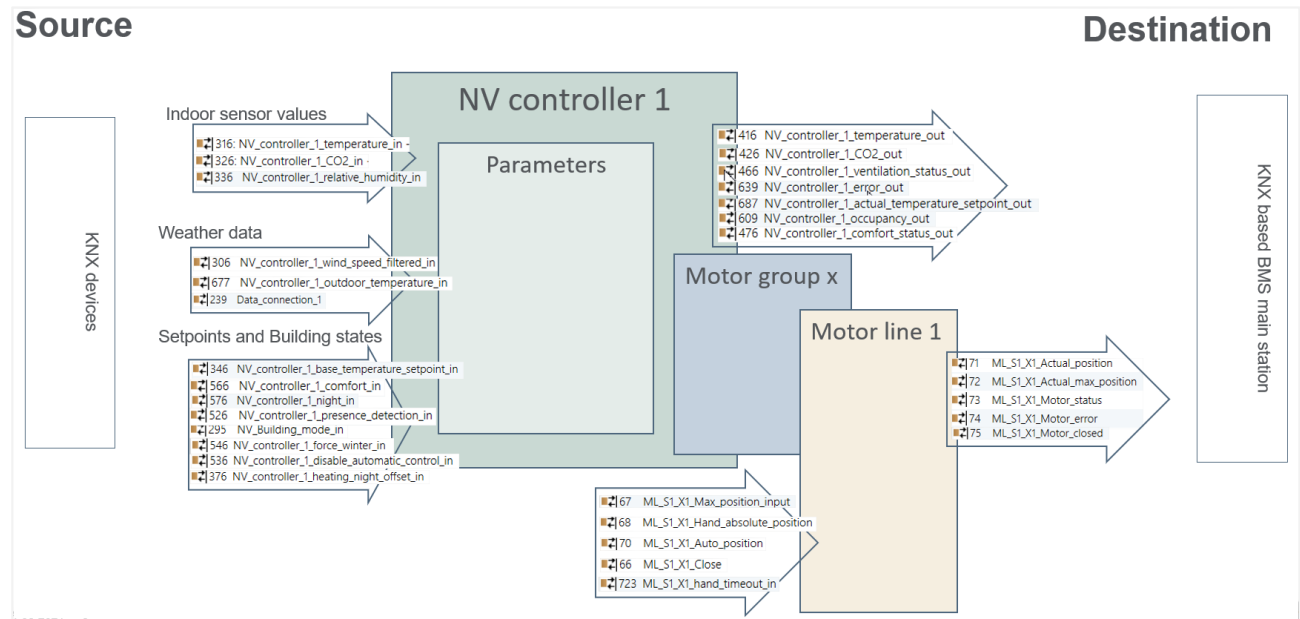 Source
Destination
KNX devices
Indoor sensor values
316: NV_controller_1_temperature_in -
326: NV_controller_1_CO2_in -
336 NV_controller_1_relative_humidity_in
Weather data
306 NV_controller_1_wind_speed_filtered_in
677 NV_controller_1_outdoor_temperature_in
239 Data_connection_1
Setpoints and Building states
346 NV_controller_1_base_temperature_setpoint_in
566 NV_controller_1_comfort_in
576 NV_controller_1_night_in
526 NV_controller_1_presence_detection_in
295 NV_Building_mode_in
546 NV_controller_1_force_winter_in
536 NV_controller_1_disable_automatic_control_in
376 NV_controller_1_heating_night_offset_in
NV controller 1
Parameters
416 NV_controller_1_temperature_out
426 NV_controller_1_CO2_out
466 NV_controller_1_ventilation_status_out
639 NV_controller_1_error_out
687 NV_controller_1_actual_temperature_setpoint_out
609 NV_controller_1_occupancy_out
476 NV_controller_1_comfort_status_out
Motor group x
Motor line 1
67 ML_S1_X1_Max_position_input
68 ML_S1_X1_Hand_absolute_position
70 ML_S1_X1_Auto_position
66 ML_S1_X1_Close
723 ML_S1_X1_hand_timeout_in
71 ML_S1_X1_Actual_position
72 ML_S1_X1_Actual_max_position
73 ML_S1_X1_Motor_status
74 ML_S1_X1_Motor_error
75 ML_S1_X1_Motor_closed
KNX based BMS main station